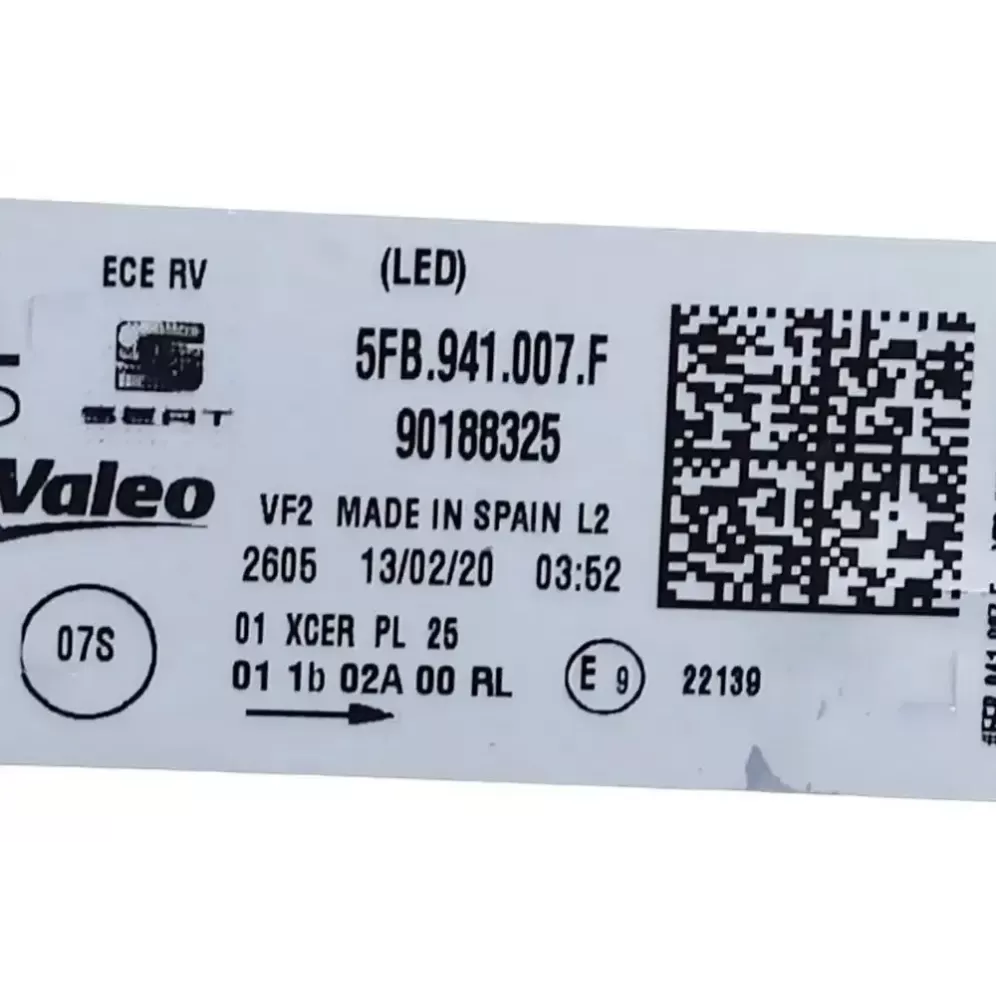 ECE RV (LED)
SEAT
5FB.941.007.F
90188325
Valeo
VF2 MADE IN SPAIN L2
2605 13/02/20 03:52
07S
01 XCER PL 25
01 1b 02A 00 RL
E 9 22139